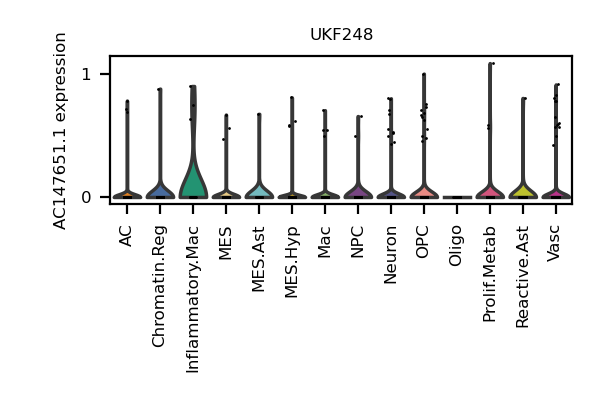 UKF248
AC147651.1 expression
1
0
AC
Chromatin.Reg
Inflammatory.Mac
MES
MES.Ast
MES.Hyp
Mac
NPC
Neuron
OPC
Oligo
Prolif.Metab
Reactive.Ast
Vasc